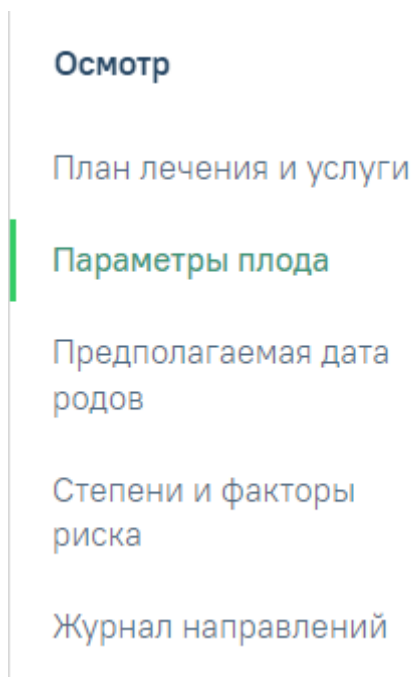 Осмотр
План лечения и услуги
Параметры плода
Предполагаемая дата
родов
Степени и факторы
риска
Журнал направлений